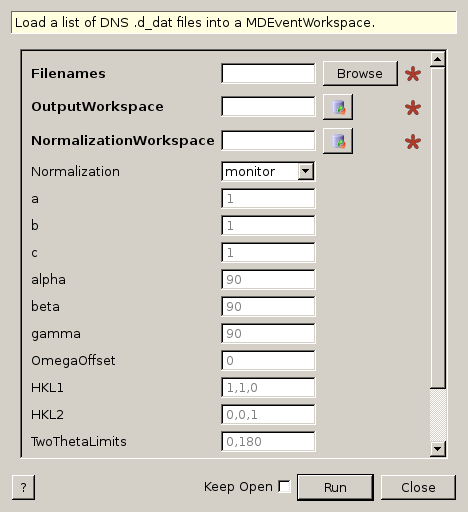 Load a list of DNS .d_dat files into a MDEventWorkspace.
Filenames Browse *
OutputWorkspace *
NormalizationWorkspace *
Normalization monitor
a 1
b 1
c 1
alpha 90
beta 90
gamma 90
OmegaOffset 0
HKL1 1,1,0
HKL2 0,0,1
TwoThetaLimits 0,180
? Keep Open Run Close